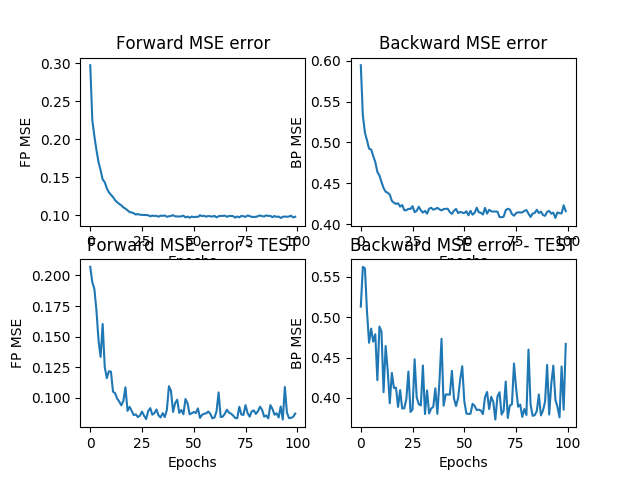 Forward MSE error
Backward MSE error
0.30
0.25
0.20
0.15
0.10
FP MSE
0.60
0.55
0.50
0.45
0.40
BP MSE
0 25 50 75 100
Epochs
0 25 50 75 100
Epochs
Forward MSE error - TEST
Backward MSE error - TEST
0.200
0.175
0.150
0.125
0.100
FP MSE
0.55
0.50
0.45
0.40
BP MSE
0 25 50 75 100
Epochs
0 25 50 75 100
Epochs